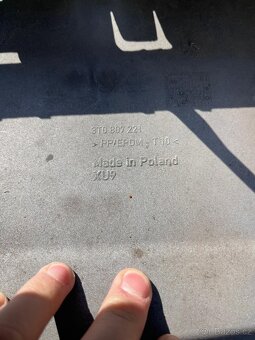 3T0 807 221
> PP/EPDM - T10 <
Made in Poland
XU9